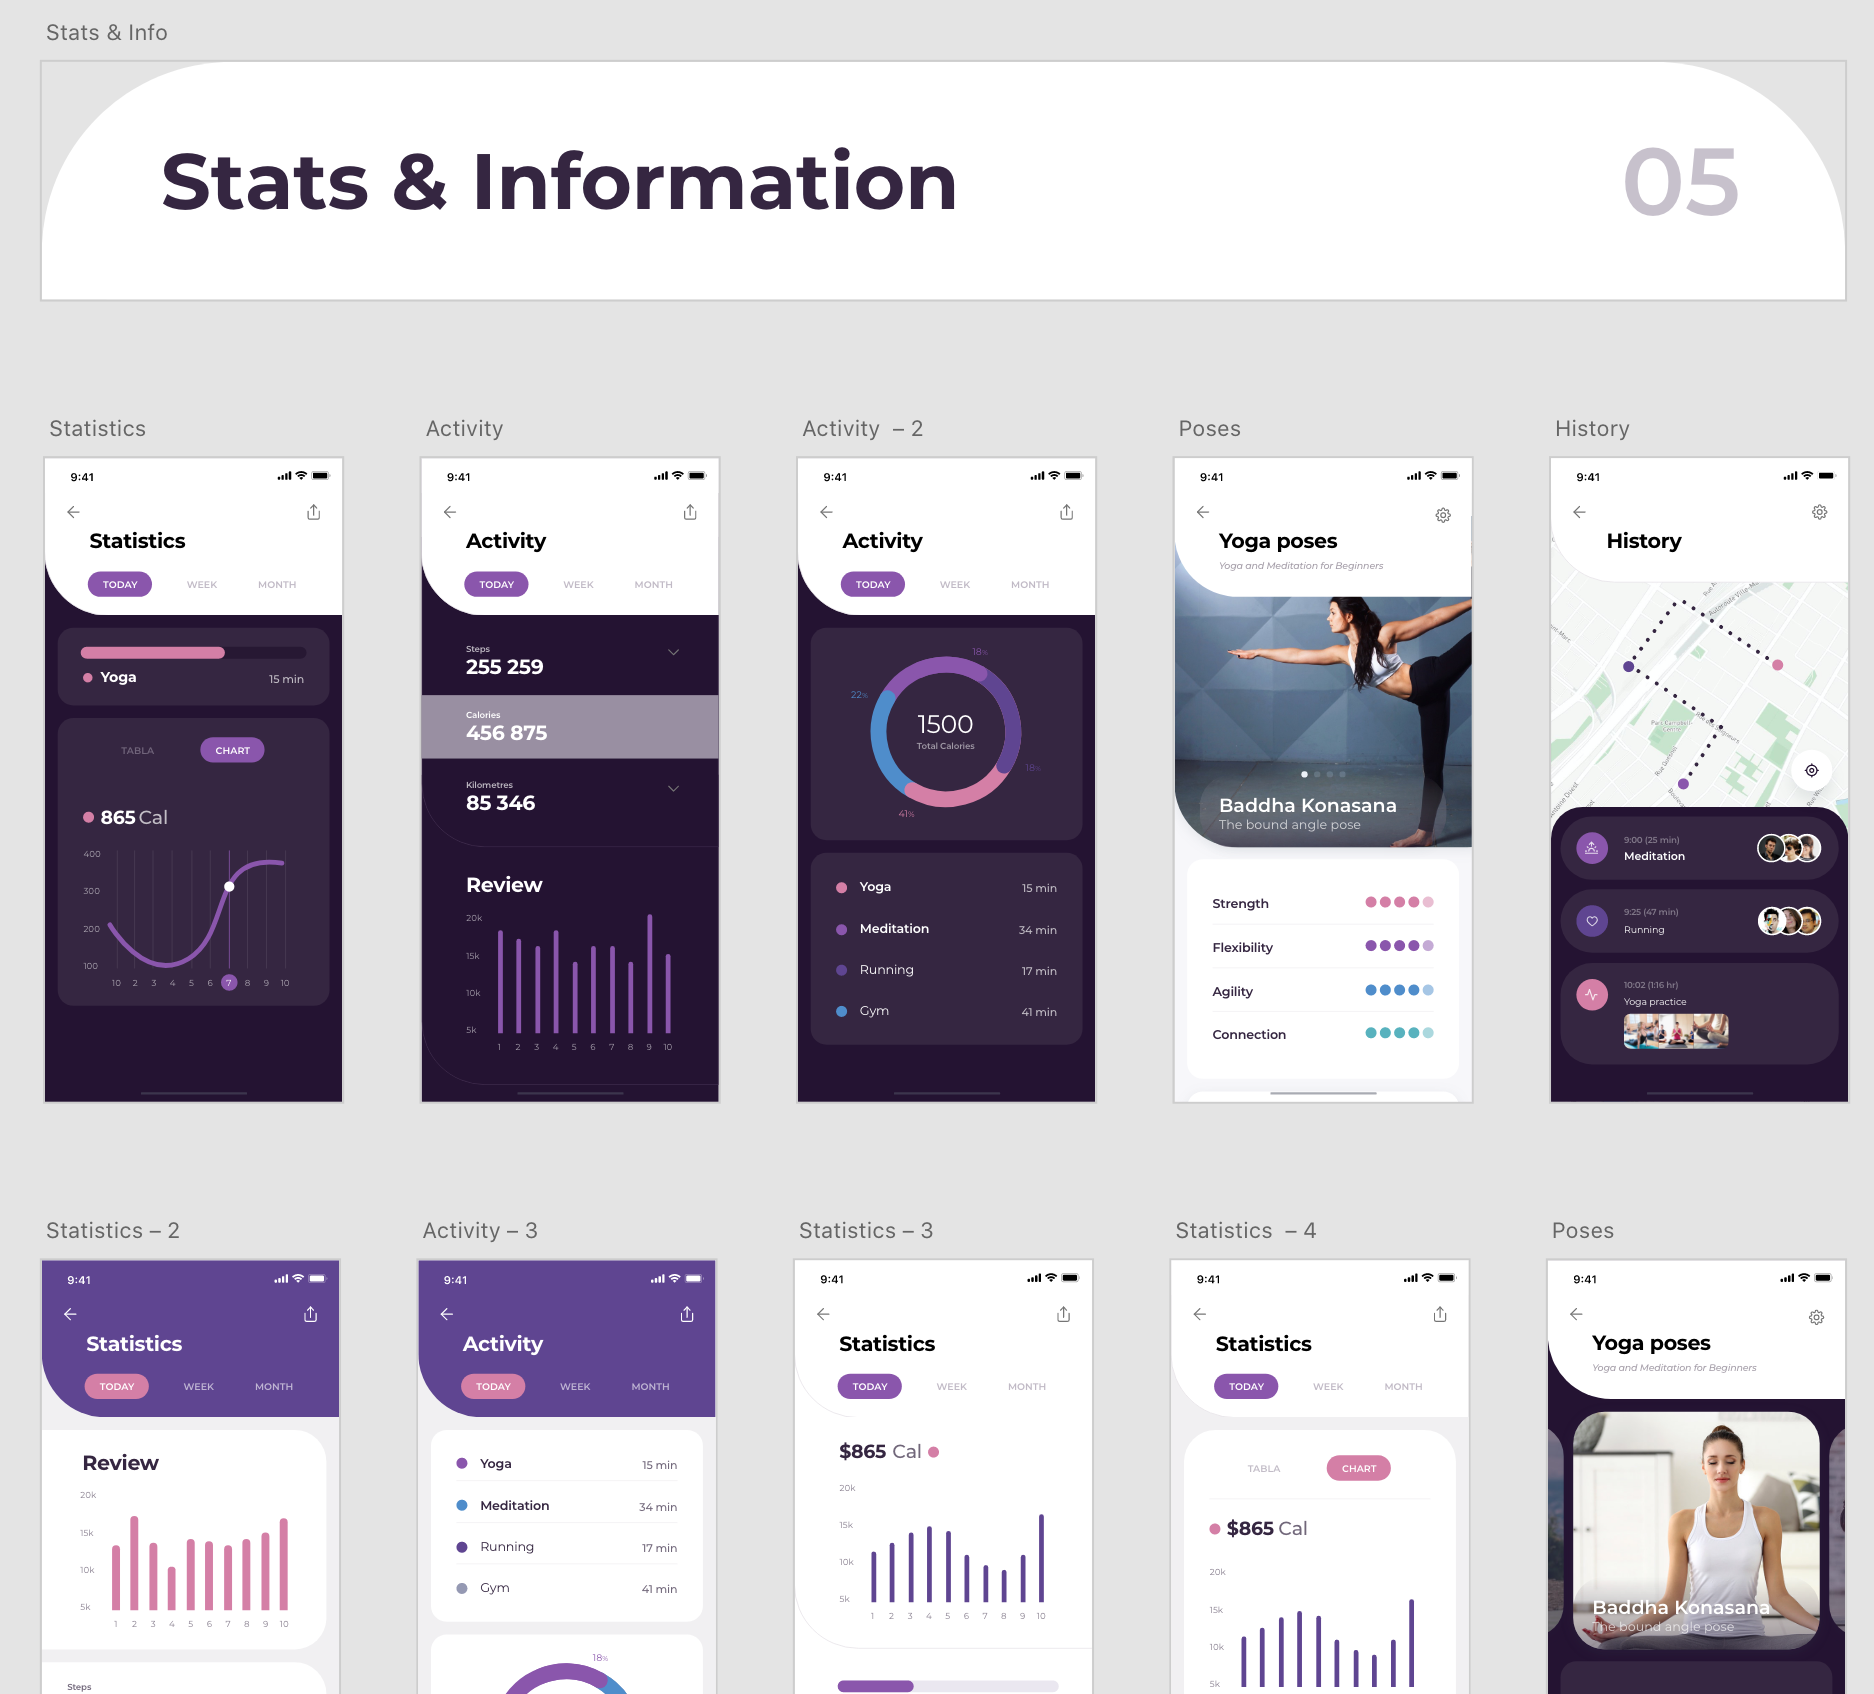 Stats & Info
Stats & Information
05
Statistics
9:41
Statistics
TODAY WEEK MONTH
Yoga 15 min
TABLA CHART
865 Cal
400
300
200
100
10 2 3 4 5 6 7 8 9 10
Activity
9:41
Activity
TODAY WEEK MONTH
Steps
255 259
Calories
456 875
Kilometres
85 346
Review
20k
15k
10k
5k
1 2 3 4 5 6 7 8 9 10
Activity – 2
9:41
Activity
TODAY WEEK MONTH
18%
22%
1500
Total Calories
18%
41%
Yoga 15 min
Meditation 34 min
Running 17 min
Gym 41 min
Poses
9:41
Yoga poses
Yoga and Meditation for Beginners
Baddha Konasana
The bound angle pose
Strength
Flexibility
Agility
Connection
History
9:41
History
9:00 (25 min)
Meditation
9:25 (47 min)
Running
10:02 (1:16 hr)
Yoga practice
Statistics – 2
9:41
Statistics
TODAY WEEK MONTH
Review
20k
15k
10k
5k
1 2 3 4 5 6 7 8 9 10
Steps
Activity – 3
9:41
Activity
TODAY WEEK MONTH
Yoga 15 min
Meditation 34 min
Running 17 min
Gym 41 min
18%
Statistics – 3
9:41
Statistics
TODAY WEEK MONTH
$865 Cal
20k
15k
10k
5k
1 2 3 4 5 6 7 8 9 10
Statistics – 4
9:41
Statistics
TODAY WEEK MONTH
TABLA CHART
$865 Cal
20k
15k
10k
5k
Poses
9:41
Yoga poses
Yoga and Meditation for Beginners
Baddha Konasana
The bound angle pose